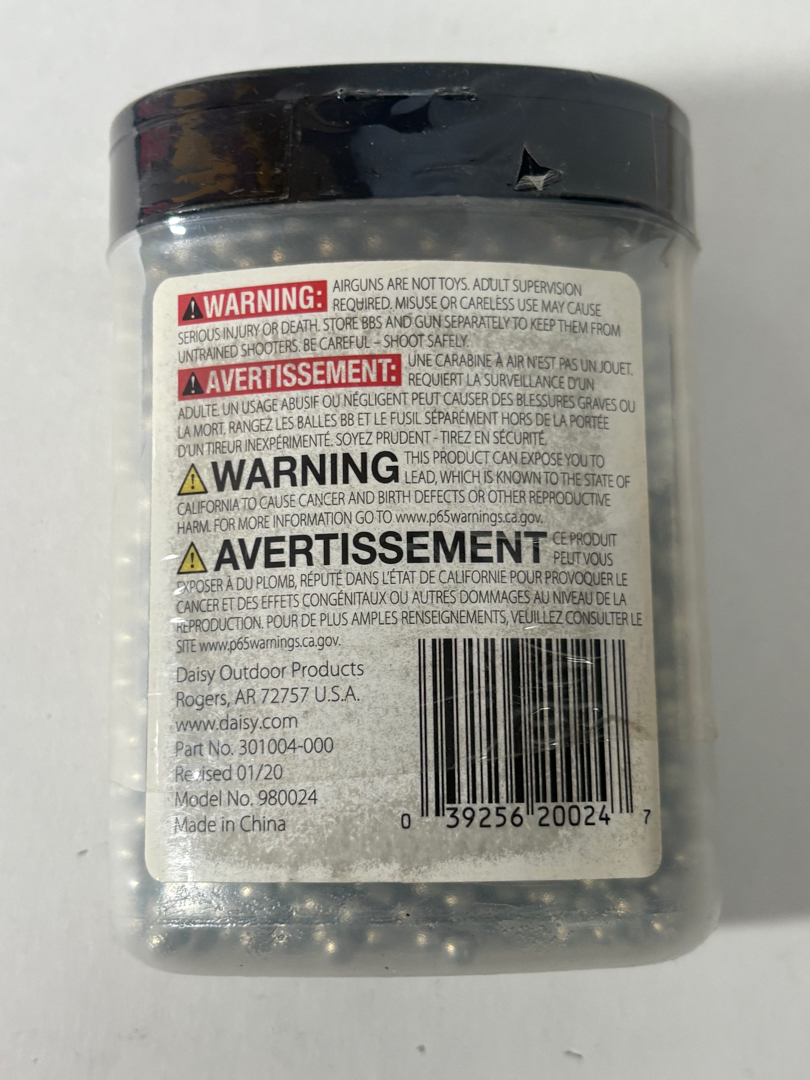 WARNING: AIRGUNS ARE NOT TOYS. ADULT SUPERVISION
REQUIRED. MISUSE OR CARELESS USE MAY CAUSE
SERIOUS INJURY OR DEATH. STORE BBS AND GUN SEPARATELY TO KEEP THEM FROM
UNTRAINED SHOOTERS. BE CAREFUL – SHOOT SAFELY.
AVERTISSEMENT: UNE CARABINE À AIR N'EST PAS UN JOUET.
REQUIERT LA SURVEILLANCE D'UN
ADULTE. UN USAGE ABUSIF OU NÉGLIGENT PEUT CAUSER DES BLESSURES GRAVES OU
LA MORT. RANGEZ LES BALLES BB ET LE FUSIL SÉPARÉMENT HORS DE LA PORTÉE
D'UN TIREUR INEXPÉRIMENTÉ. SOYEZ PRUDENT - TIREZ EN SÉCURITÉ.
WARNING THIS PRODUCT CAN EXPOSE YOU TO
LEAD, WHICH IS KNOWN TO THE STATE OF
CALIFORNIA TO CAUSE CANCER AND BIRTH DEFECTS OR OTHER REPRODUCTIVE
HARM. FOR MORE INFORMATION GO TO www.p65warnings.ca.gov.
AVERTISSEMENT CE PRODUIT
PEUT VOUS
EXPOSER À DU PLOMB, RÉPUTÉ DANS L'ÉTAT DE CALIFORNIE POUR PROVOQUER LE
CANCER ET DES EFFETS CONGÉNITAUX OU AUTRES DOMMAGES AU NIVEAU DE LA
REPRODUCTION. POUR DE PLUS AMPLES RENSEIGNEMENTS, VEUILLEZ CONSULTER LE
SITE www.p65warnings.ca.gov.
Daisy Outdoor Products
Rogers, AR 72757 U.S.A.
www.daisy.com
Part No. 301004-000
Revised 01/20
Model No. 980024
Made in China
0 39256 20024 7